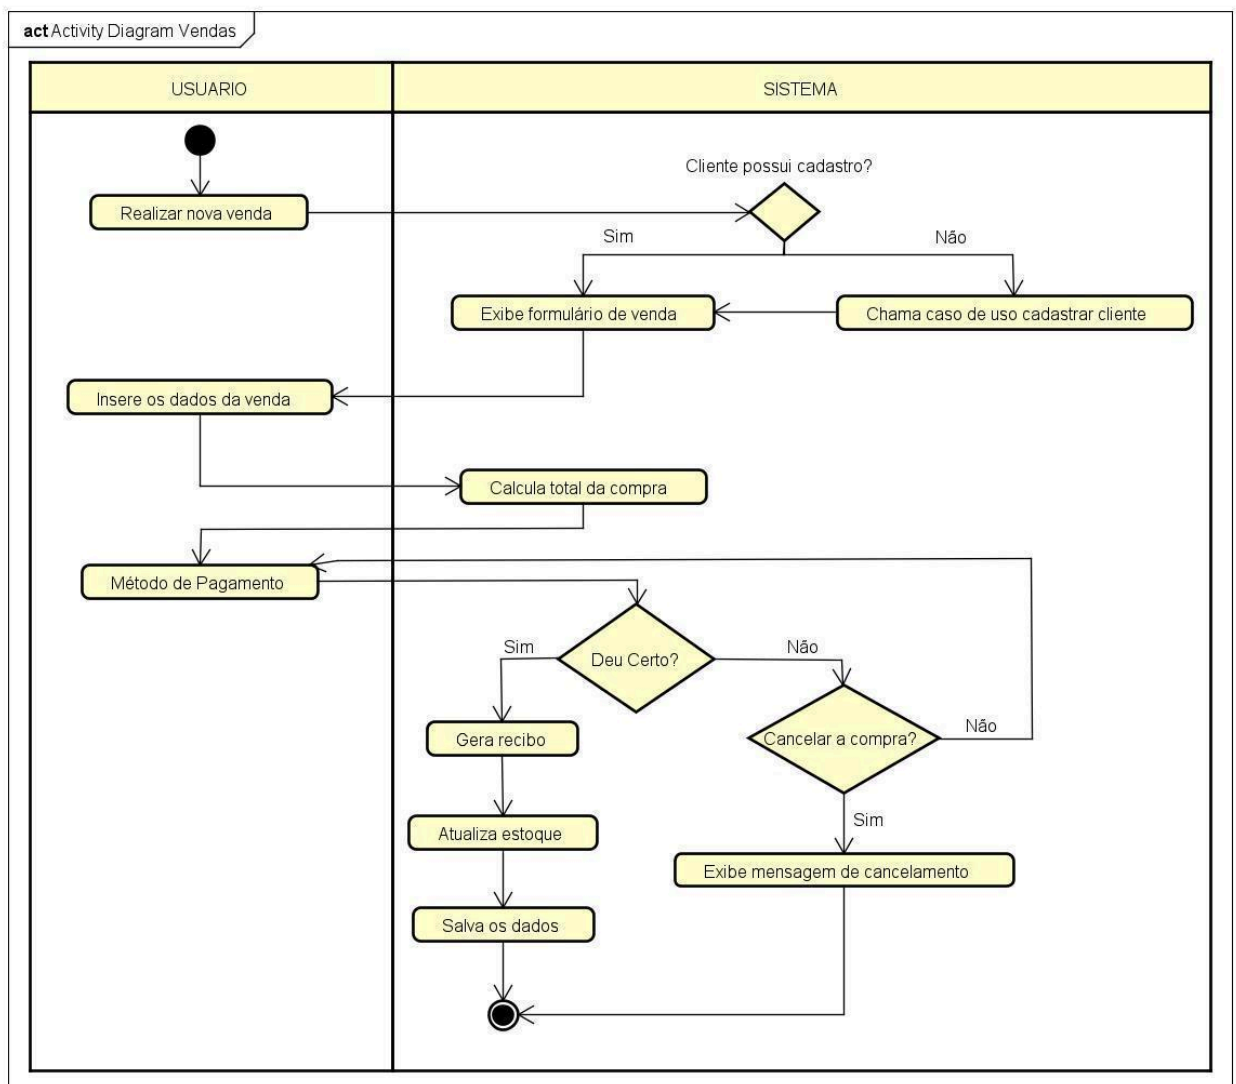 act Activity Diagram Vendas
USUARIO
SISTEMA
Cliente possui cadastro?
Realizar nova venda
Sim
Não
Exibe formulário de venda
Chama caso de uso cadastrar cliente
Insere os dados da venda
Calcula total da compra
Método de Pagamento
Sim
Deu Certo?
Não
Gera recibo
Cancelar a compra?
Não
Atualiza estoque
Sim
Exibe mensagem de cancelamento
Salva os dados